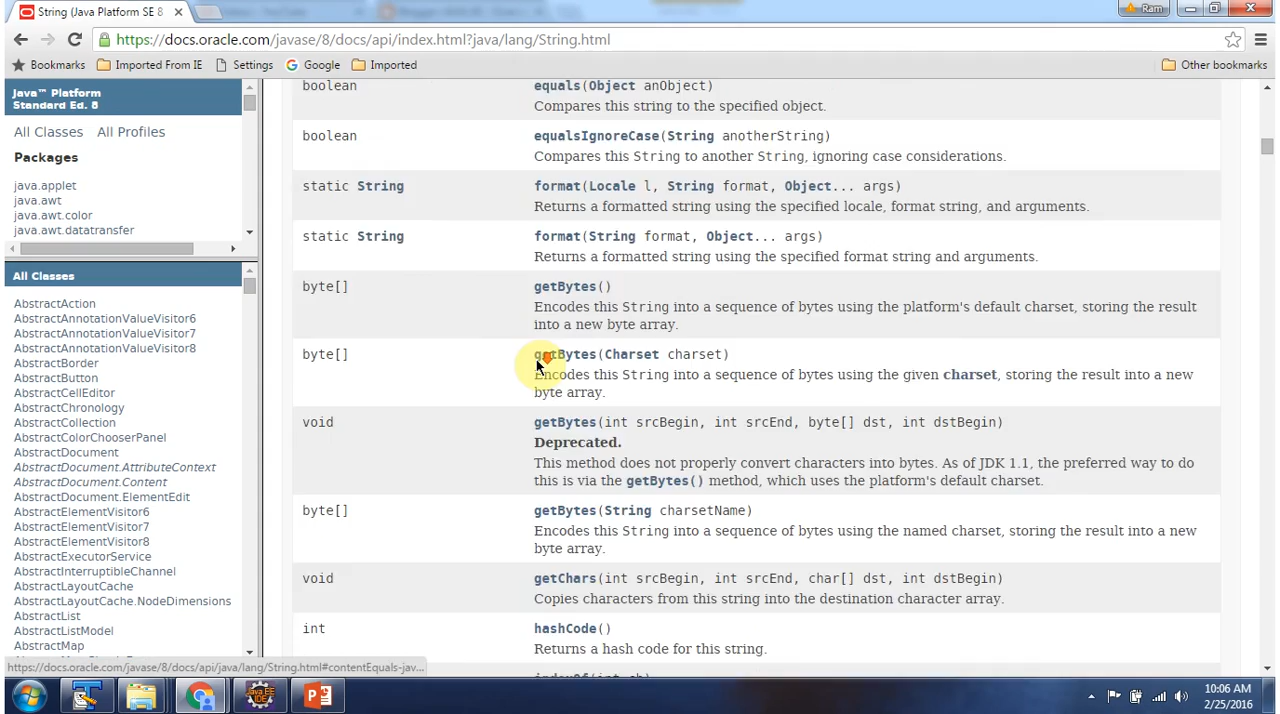 String (Java Platform SE 8
Ram
https://docs.oracle.com/javase/8/docs/api/index.html?java/lang/String.html
Bookmarks Imported From IE Settings Google Imported Other bookmarks
Java™ Platform
Standard Ed. 8
All Classes All Profiles
Packages
java.applet
java.awt
java.awt.color
java.awt.datatransfer
All Classes
AbstractAction
AbstractAnnotationValueVisitor6
AbstractAnnotationValueVisitor7
AbstractAnnotationValueVisitor8
AbstractBorder
AbstractButton
AbstractCellEditor
AbstractChronology
AbstractCollection
AbstractColorChooserPanel
AbstractDocument
AbstractDocument.AttributeContext
AbstractDocument.Content
AbstractDocument.ElementEdit
AbstractElementVisitor6
AbstractElementVisitor7
AbstractElementVisitor8
AbstractExecutorService
AbstractInterruptibleChannel
AbstractLayoutCache
AbstractLayoutCache.NodeDimensions
AbstractList
AbstractListModel
AbstractMap
boolean equals(Object anObject)
Compares this string to the specified object.
boolean equalsIgnoreCase(String anotherString)
Compares this String to another String, ignoring case considerations.
static String format(Locale l, String format, Object... args)
Returns a formatted string using the specified locale, format string, and arguments.
static String format(String format, Object... args)
Returns a formatted string using the specified format string and arguments.
byte[] getBytes()
Encodes this String into a sequence of bytes using the platform's default charset, storing the result
into a new byte array.
byte[] getBytes(Charset charset)
Encodes this String into a sequence of bytes using the given charset, storing the result into a new
byte array.
void getBytes(int srcBegin, int srcEnd, byte[] dst, int dstBegin)
Deprecated.
This method does not properly convert characters into bytes. As of JDK 1.1, the preferred way to do
this is via the getBytes() method, which uses the platform's default charset.
byte[] getBytes(String charsetName)
Encodes this String into a sequence of bytes using the named charset, storing the result into a new
byte array.
void getChars(int srcBegin, int srcEnd, char[] dst, int dstBegin)
Copies characters from this string into the destination character array.
int hashCode()
Returns a hash code for this string.
https://docs.oracle.com/javase/8/docs/api/java/lang/String.html#contentEquals-jav...
Java EE
IDE
10:06 AM
2/25/2016